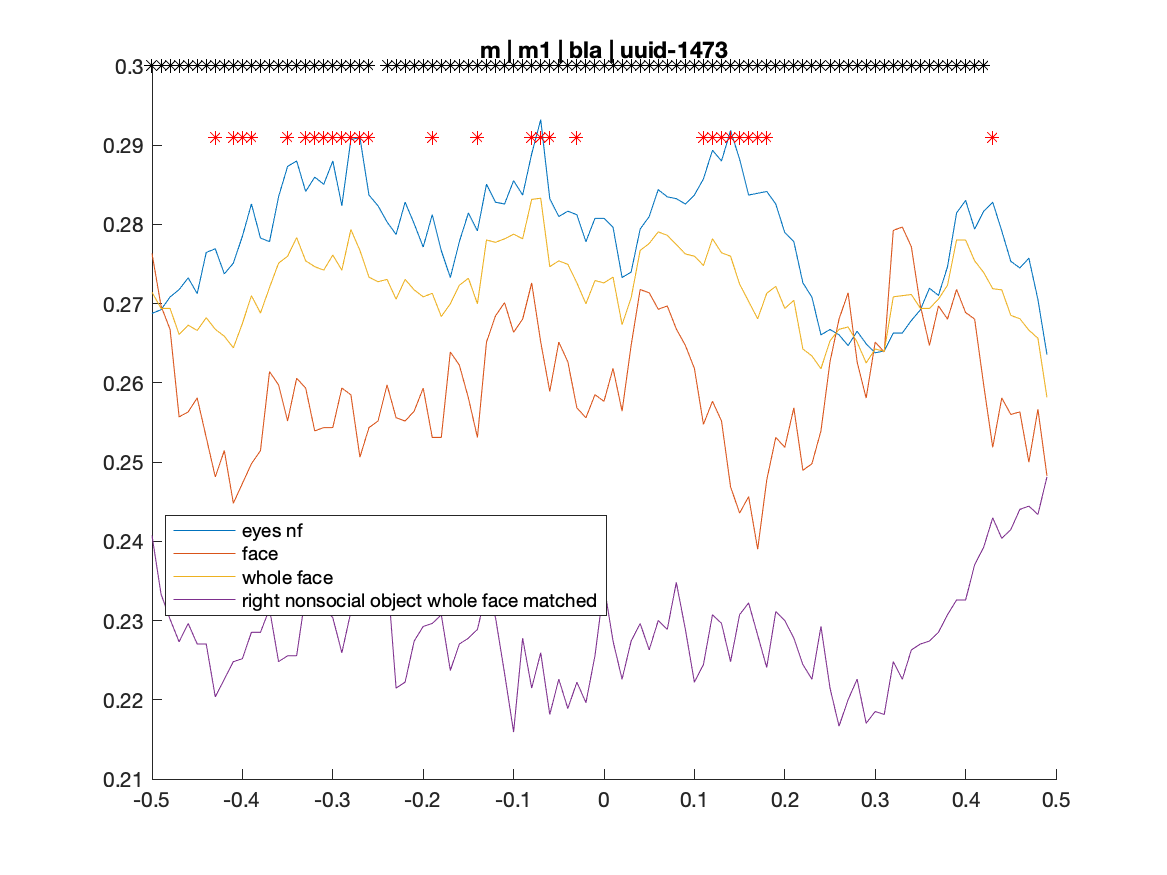 m | m1 | bla | uuid-1473
0.3
0.29
0.28
0.27
0.26
0.25
0.24
0.23
0.22
0.21
eyes nf
face
whole face
right nonsocial object whole face matched
-0.5 -0.4 -0.3 -0.2 -0.1 0 0.1 0.2 0.3 0.4 0.5